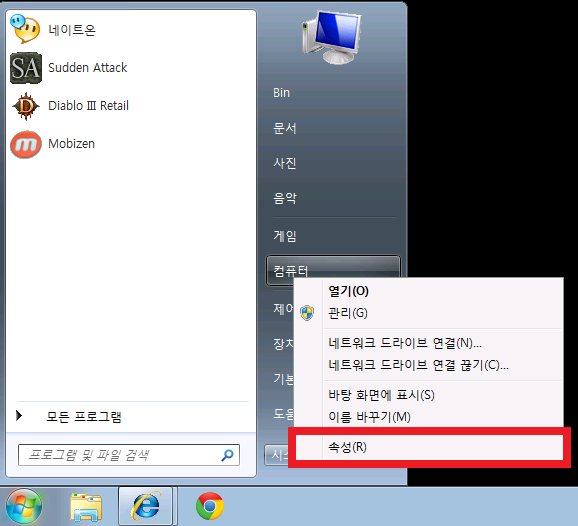 네이트온
Sudden Attack
Diablo III Retail
Mobizen
모든 프로그램
프로그램 및 파일 검색
Bin
문서
사진
음악
게임
컴퓨터
제어
장치
기본
도움
시스
열기(O)
관리(G)
네트워크 드라이브 연결(N)...
네트워크 드라이브 연결 끊기(C)...
바탕 화면에 표시(S)
이름 바꾸기(M)
속성(R)